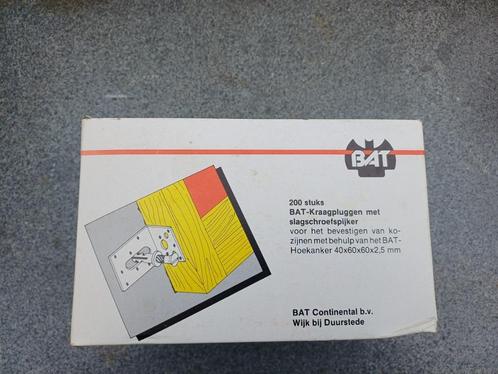 BAT
200 stuks
BAT-Kraagpluggen met
slagschroefspijker
voor het bevestigen van ko-
zijnen met behulp van het BAT-
Hoekanker 40x60x60x2,5 mm
BAT Continental b.v.
Wijk bij Duurstede